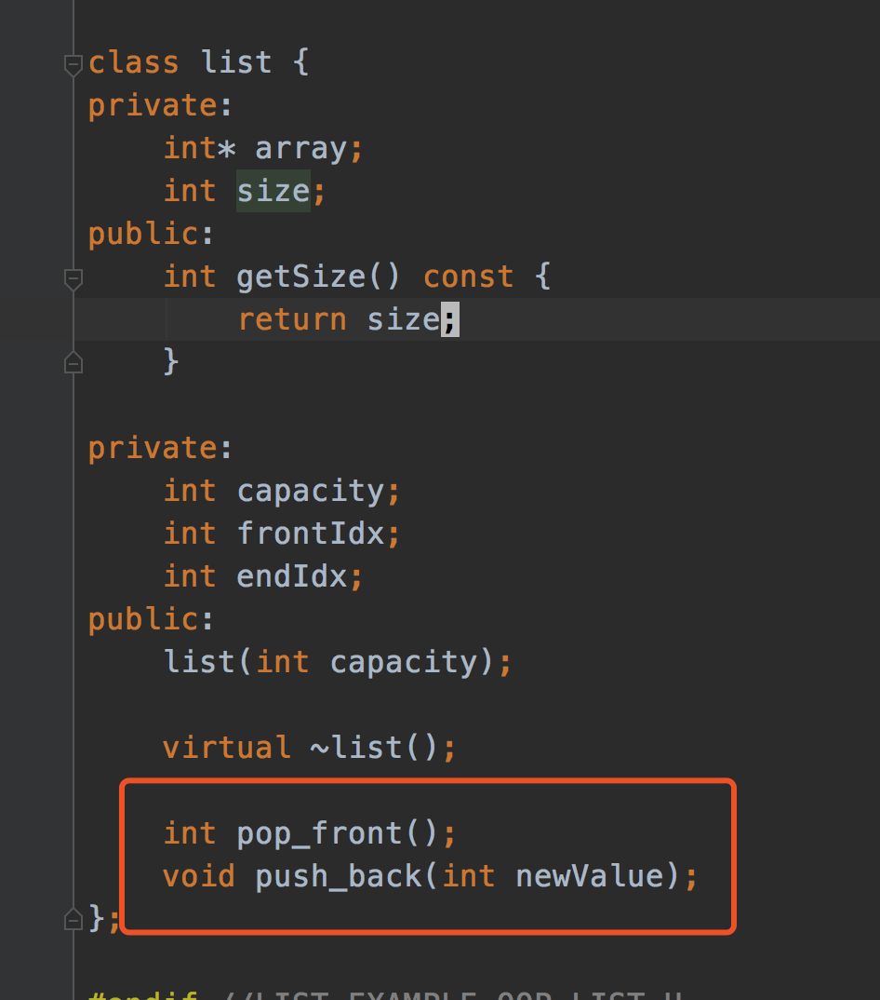 class list {
private:
    int* array;
    int size;
public:
    int getSize() const {
        return size;
    }
private:
    int capacity;
    int frontIdx;
    int endIdx;
public:
    list(int capacity);
    virtual ~list();
    int pop_front();
    void push_back(int newValue);
};
#endif //LIST_EXAMPLE_OOP_LIST_H